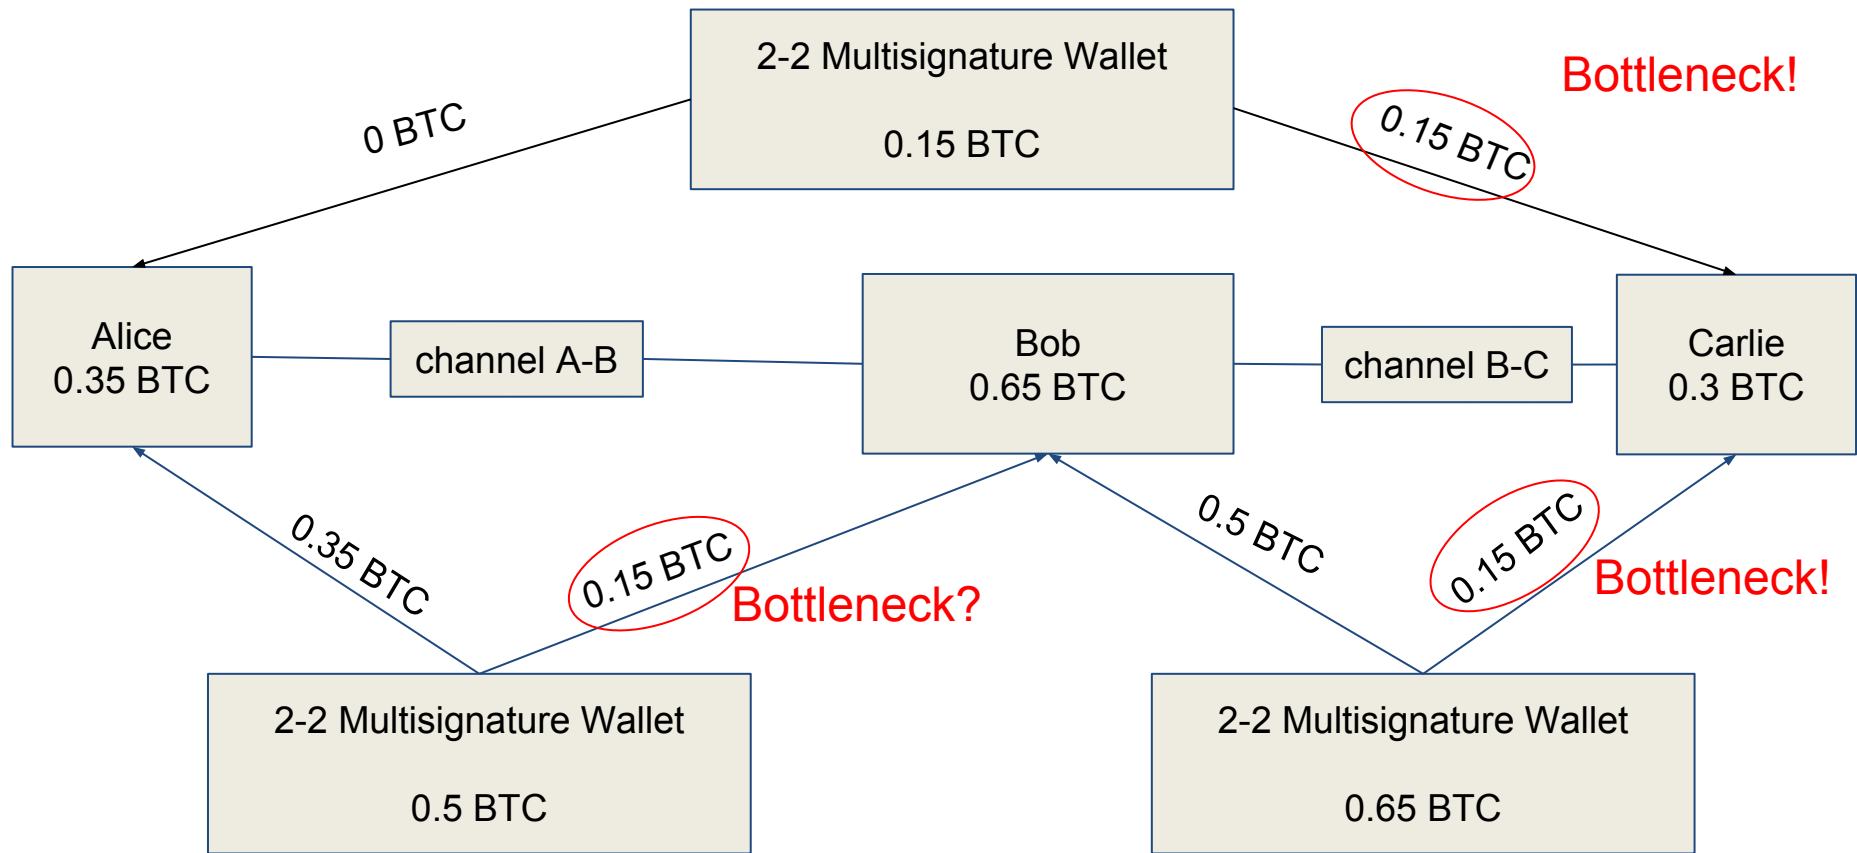 2-2 Multisignature Wallet
0.15 BTC
Bottleneck!
0 BTC
0.15 BTC
Alice
0.35 BTC
channel A-B
Bob
0.65 BTC
channel B-C
Carlie
0.3 BTC
0.35 BTC
0.15 BTC
Bottleneck?
0.5 BTC
0.15 BTC
Bottleneck!
2-2 Multisignature Wallet
0.5 BTC
2-2 Multisignature Wallet
0.65 BTC